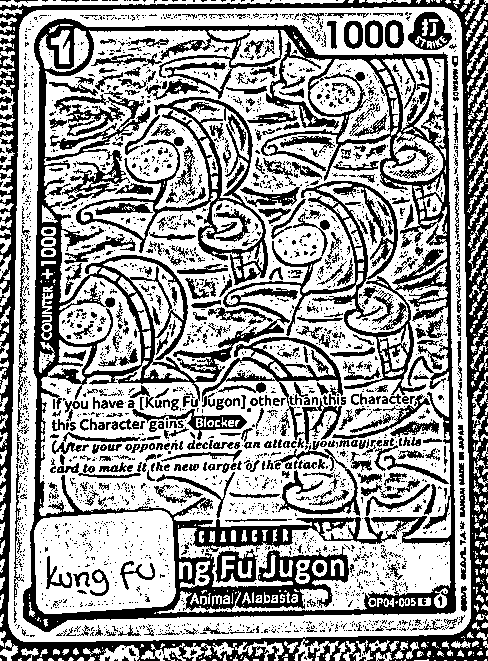 1
1000
STRIKE
COUNTER +1000
If you have a [Kung Fu Jugon] other than this Character,
this Character gains Blocker
(After your opponent declares an attack, you may rest this
card to make it the new target of the attack.)
CHARACTER
ng Fu Jugon
Kung FU
Animal/Alabasta
OP04-005 C 1